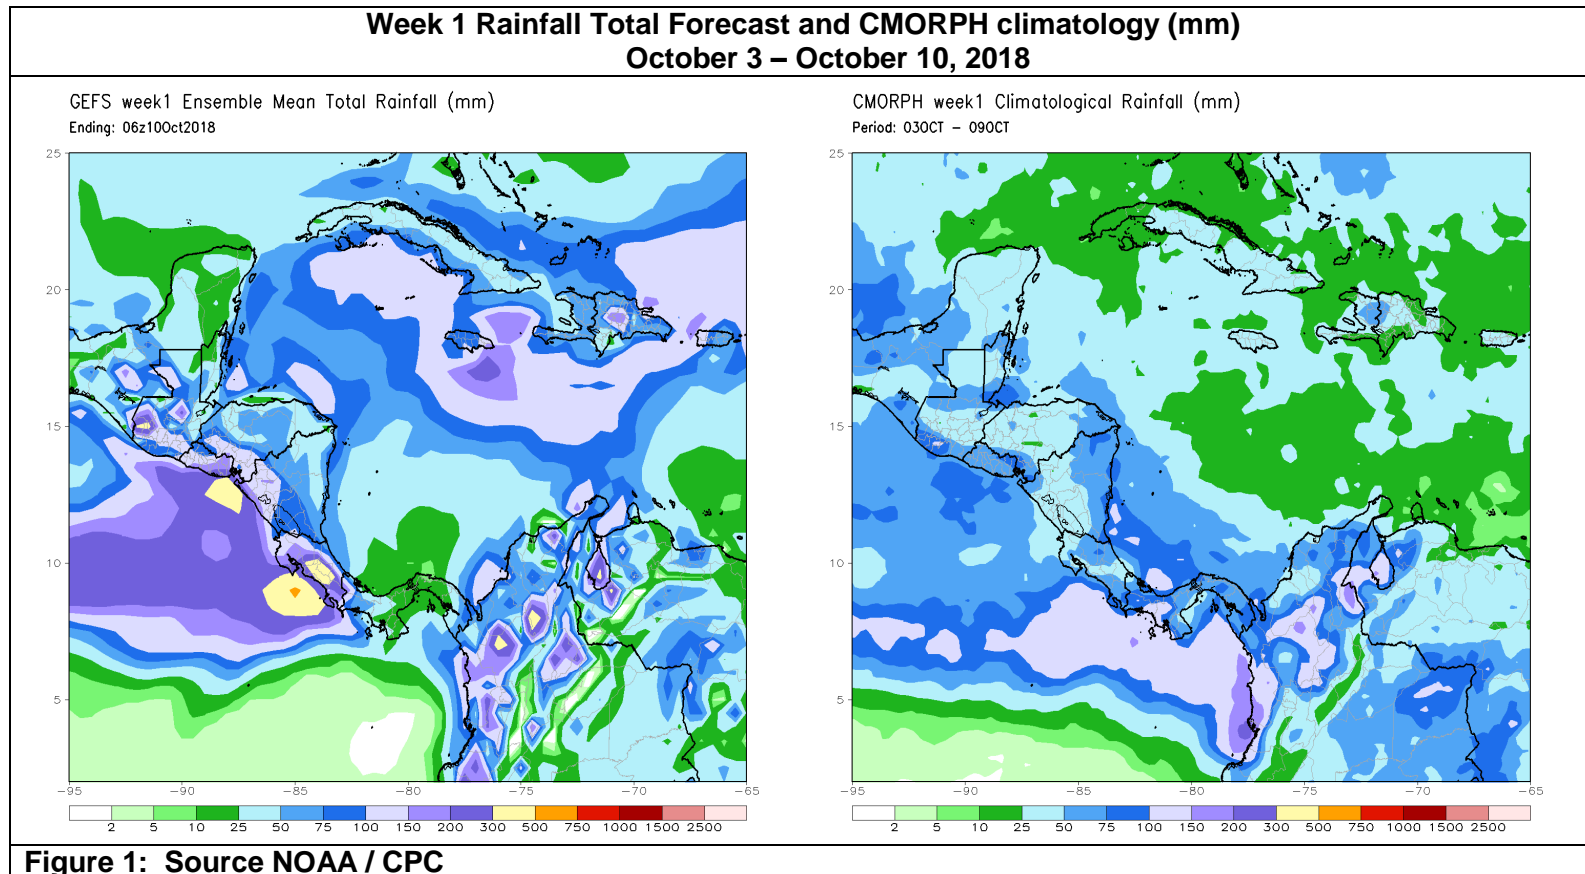 Week 1 Rainfall Total Forecast and CMORPH climatology (mm)
October 3 – October 10, 2018
GEFS week1 Ensemble Mean Total Rainfall (mm)
Ending: 06z10Oct2018
25
20
15
10
5
-95 -90 -85 -80 -75 -70 -65
2 5 10 25 50 75 100 150 200 300 500 750 1000 1500 2500
CMORPH week1 Climatological Rainfall (mm)
Period: 03OCT - 09OCT
25
20
15
10
5
-95 -90 -85 -80 -75 -70 -65
2 5 10 25 50 75 100 150 200 300 500 750 1000 1500 2500
Figure 1: Source NOAA / CPC